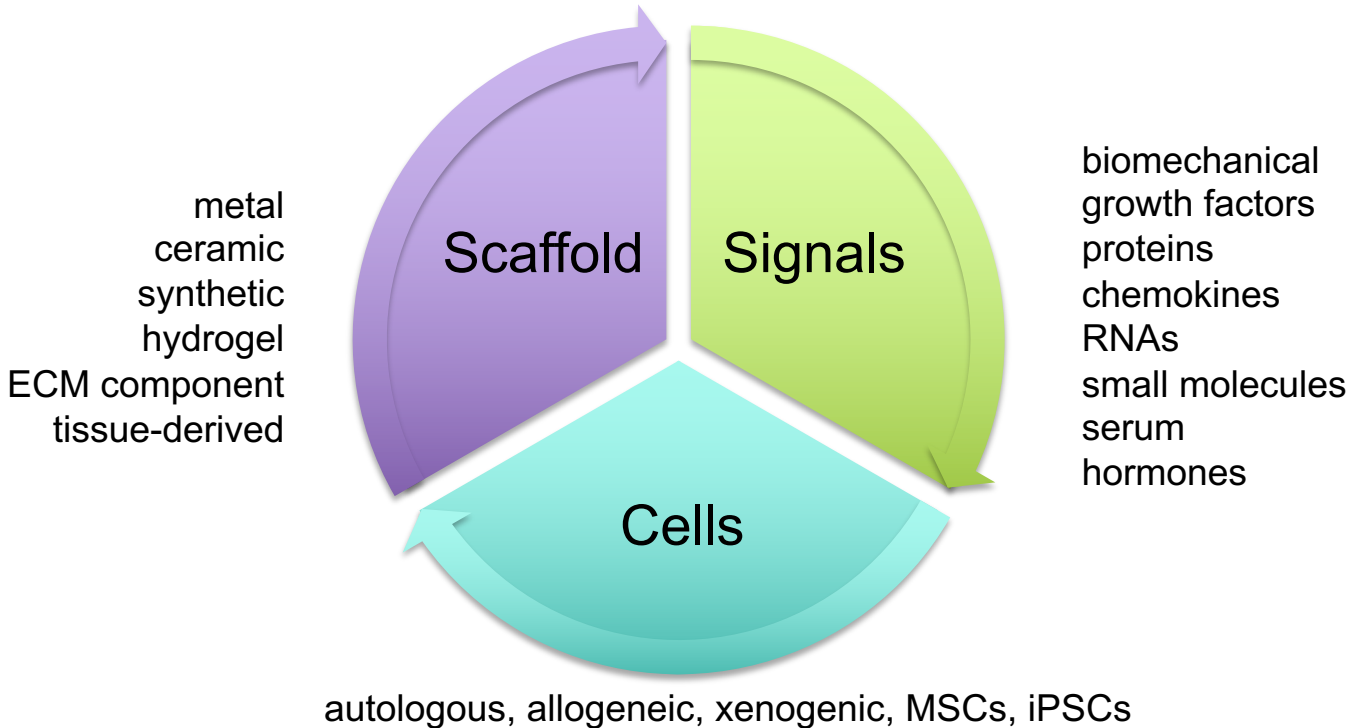 metal
ceramic
synthetic
hydrogel
ECM component
tissue-derived
Scaffold
Signals
biomechanical
growth factors
proteins
chemokines
RNAs
small molecules
serum
hormones
Cells
autologous, allogeneic, xenogenic, MSCs, iPSCs